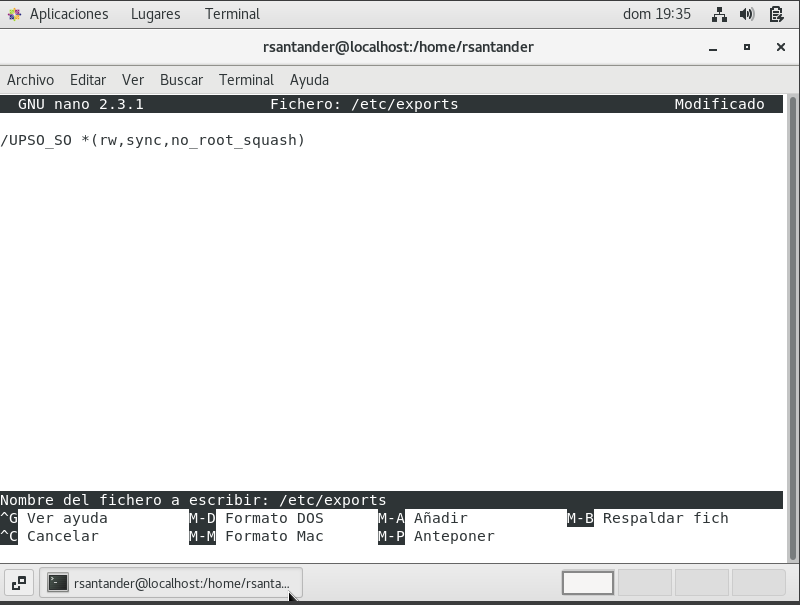 Aplicaciones Lugares Terminal dom 19:35
rsantander@localhost:/home/rsantander
Archivo Editar Ver Buscar Terminal Ayuda
GNU nano 2.3.1 Fichero: /etc/exports Modificado
/UPSO_SO *(rw,sync,no_root_squash)
Nombre del fichero a escribir: /etc/exports
^G Ver ayuda M-D Formato DOS M-A Añadir M-B Respaldar fich
^C Cancelar M-M Formato Mac M-P Anteponer
rsantander@localhost:/home/rsanta...